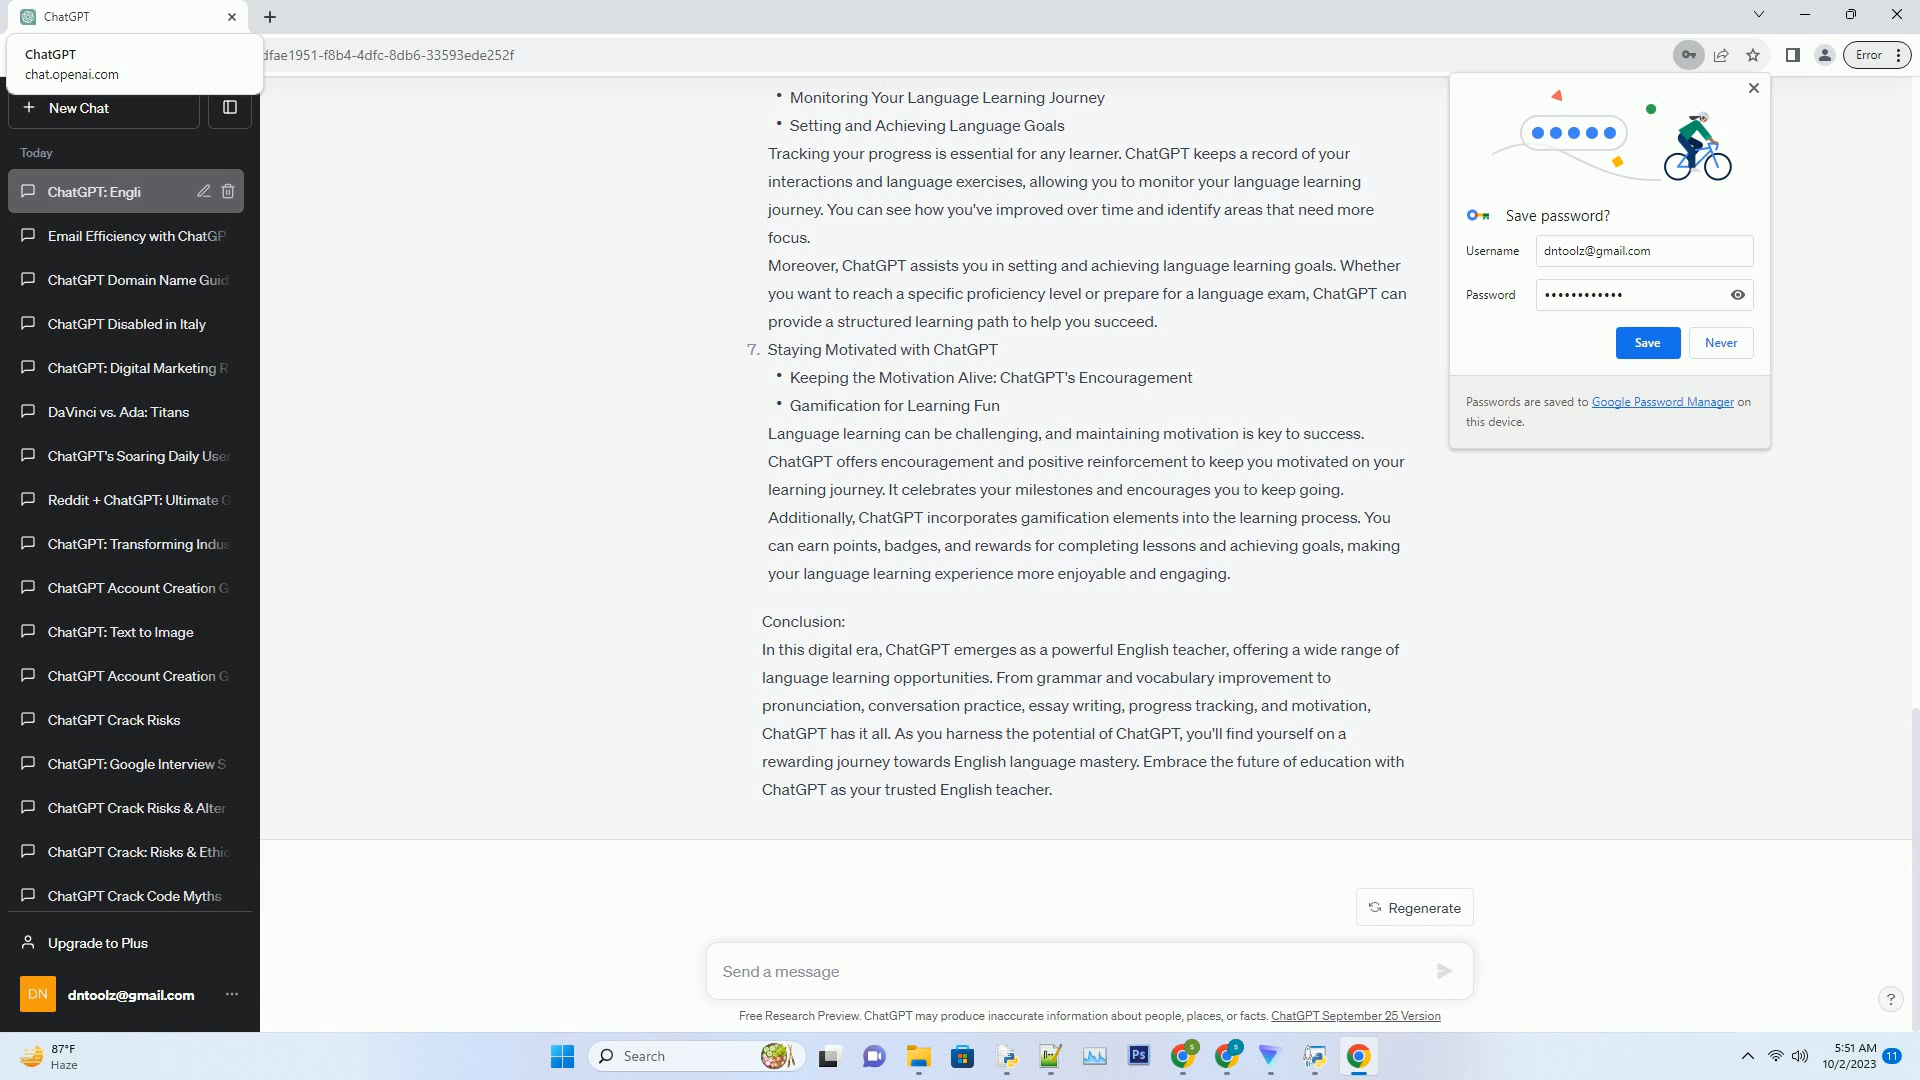 ChatGPT
ChatGPT
chat.openai.com
dfae1951-f8b4-4dfc-8db6-33593ede252f
Error
New Chat
Today
ChatGPT: Engli
Email Efficiency with ChatGP
ChatGPT Domain Name Guid
ChatGPT Disabled in Italy
ChatGPT: Digital Marketing R
DaVinci vs. Ada: Titans
ChatGPT's Soaring Daily User
Reddit + ChatGPT: Ultimate G
ChatGPT: Transforming Indus
ChatGPT Account Creation G
ChatGPT: Text to Image
ChatGPT Account Creation G
ChatGPT Crack Risks
ChatGPT: Google Interview S
ChatGPT Crack Risks & Alter
ChatGPT Crack: Risks & Ethic
ChatGPT Crack Code Myths
Upgrade to Plus
DN
dntoolz@gmail.com
• Monitoring Your Language Learning Journey
• Setting and Achieving Language Goals
Tracking your progress is essential for any learner. ChatGPT keeps a record of your
interactions and language exercises, allowing you to monitor your language learning
journey. You can see how you've improved over time and identify areas that need more
focus.
Moreover, ChatGPT assists you in setting and achieving language learning goals. Whether
you want to reach a specific proficiency level or prepare for a language exam, ChatGPT can
provide a structured learning path to help you succeed.
7. Staying Motivated with ChatGPT
• Keeping the Motivation Alive: ChatGPT's Encouragement
• Gamification for Learning Fun
Language learning can be challenging, and maintaining motivation is key to success.
ChatGPT offers encouragement and positive reinforcement to keep you motivated on your
learning journey. It celebrates your milestones and encourages you to keep going.
Additionally, ChatGPT incorporates gamification elements into the learning process. You
can earn points, badges, and rewards for completing lessons and achieving goals, making
your language learning experience more enjoyable and engaging.
Conclusion:
In this digital era, ChatGPT emerges as a powerful English teacher, offering a wide range of
language learning opportunities. From grammar and vocabulary improvement to
pronunciation, conversation practice, essay writing, progress tracking, and motivation,
ChatGPT has it all. As you harness the potential of ChatGPT, you'll find yourself on a
rewarding journey towards English language mastery. Embrace the future of education with
ChatGPT as your trusted English teacher.
Regenerate
Send a message
Free Research Preview. ChatGPT may produce inaccurate information about people, places, or facts. ChatGPT September 25 Version
?
Save password?
Username dntoolz@gmail.com
Password ••••••••••••
Save Never
Passwords are saved to Google Password Manager on
this device.
87°F
Haze
Search
Ps
S
S
5:51 AM
10/2/2023
11